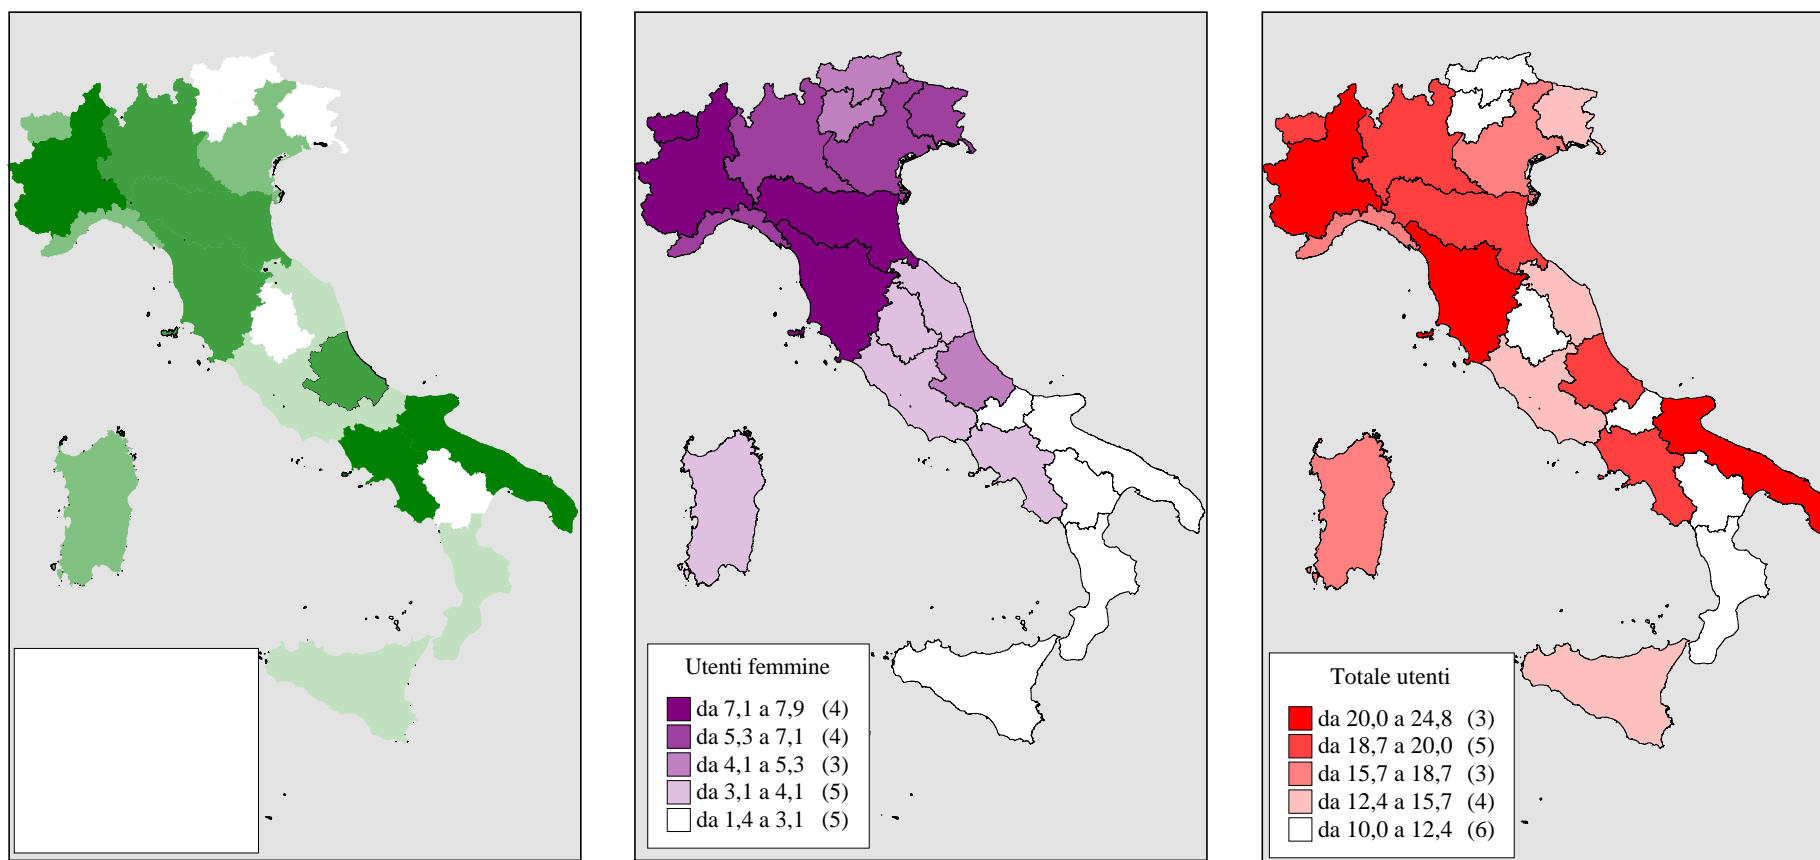 Utenti femmine
da 7,1 a 7,9 (4)
da 5,3 a 7,1 (4)
da 4,1 a 5,3 (3)
da 3,1 a 4,1 (5)
da 1,4 a 3,1 (5)
Totale utenti
da 20,0 a 24,8 (3)
da 18,7 a 20,0 (5)
da 15,7 a 18,7 (3)
da 12,4 a 15,7 (4)
da 10,0 a 12,4 (6)